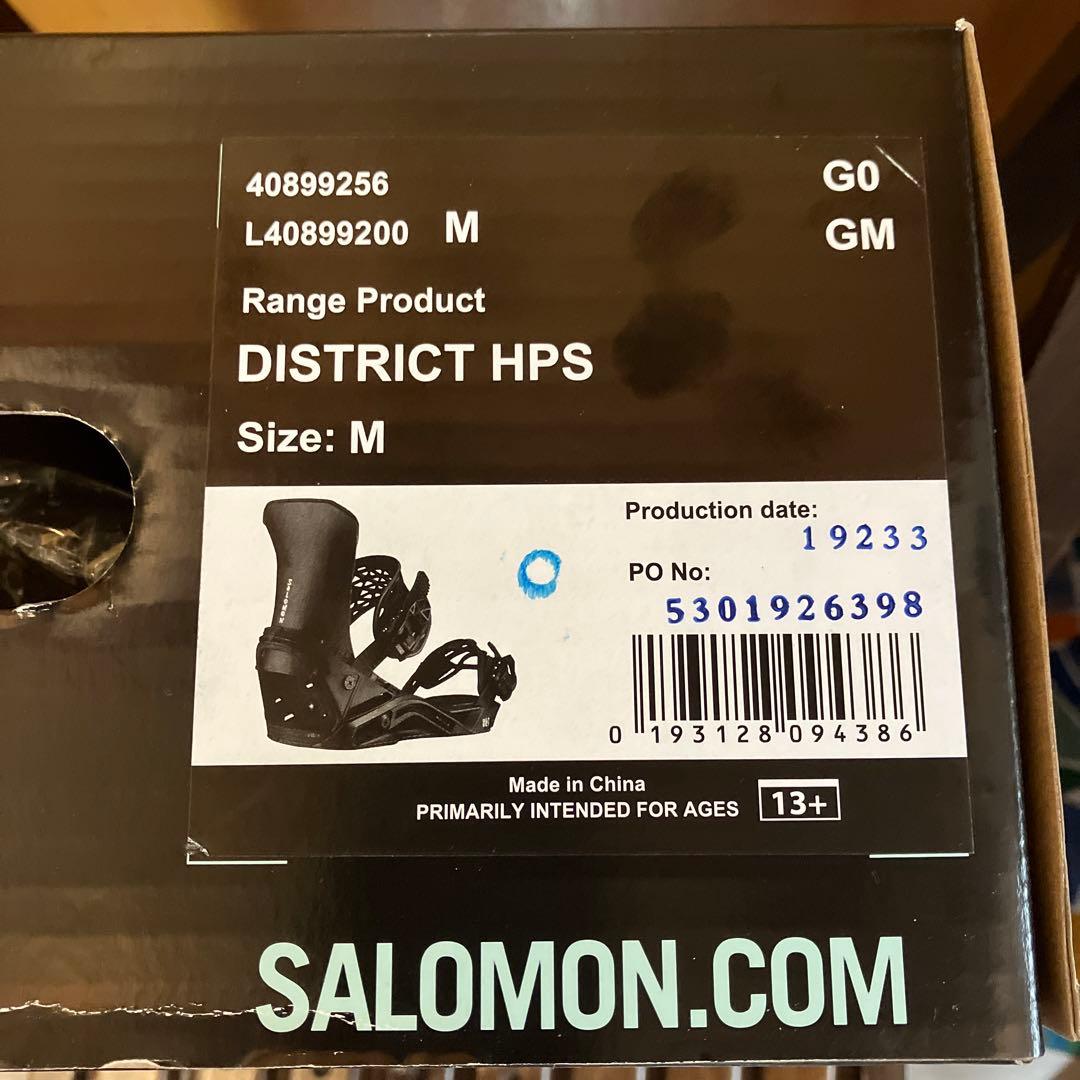 40899256
G0
L40899200 M
GM
Range Product
DISTRICT HPS
Size: M
Production date:
19233
PO No:
5301926398
SALOMON
0 193128 094386
Made in China
PRIMARILY INTENDED FOR AGES 13+
SALOMON.COM